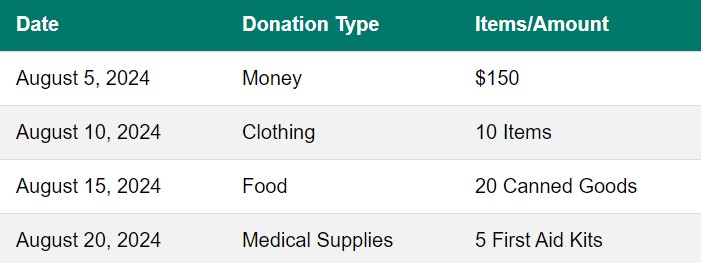 Date Donation Type Items/Amount
August 5, 2024 Money $150
August 10, 2024 Clothing 10 Items
August 15, 2024 Food 20 Canned Goods
August 20, 2024 Medical Supplies 5 First Aid Kits